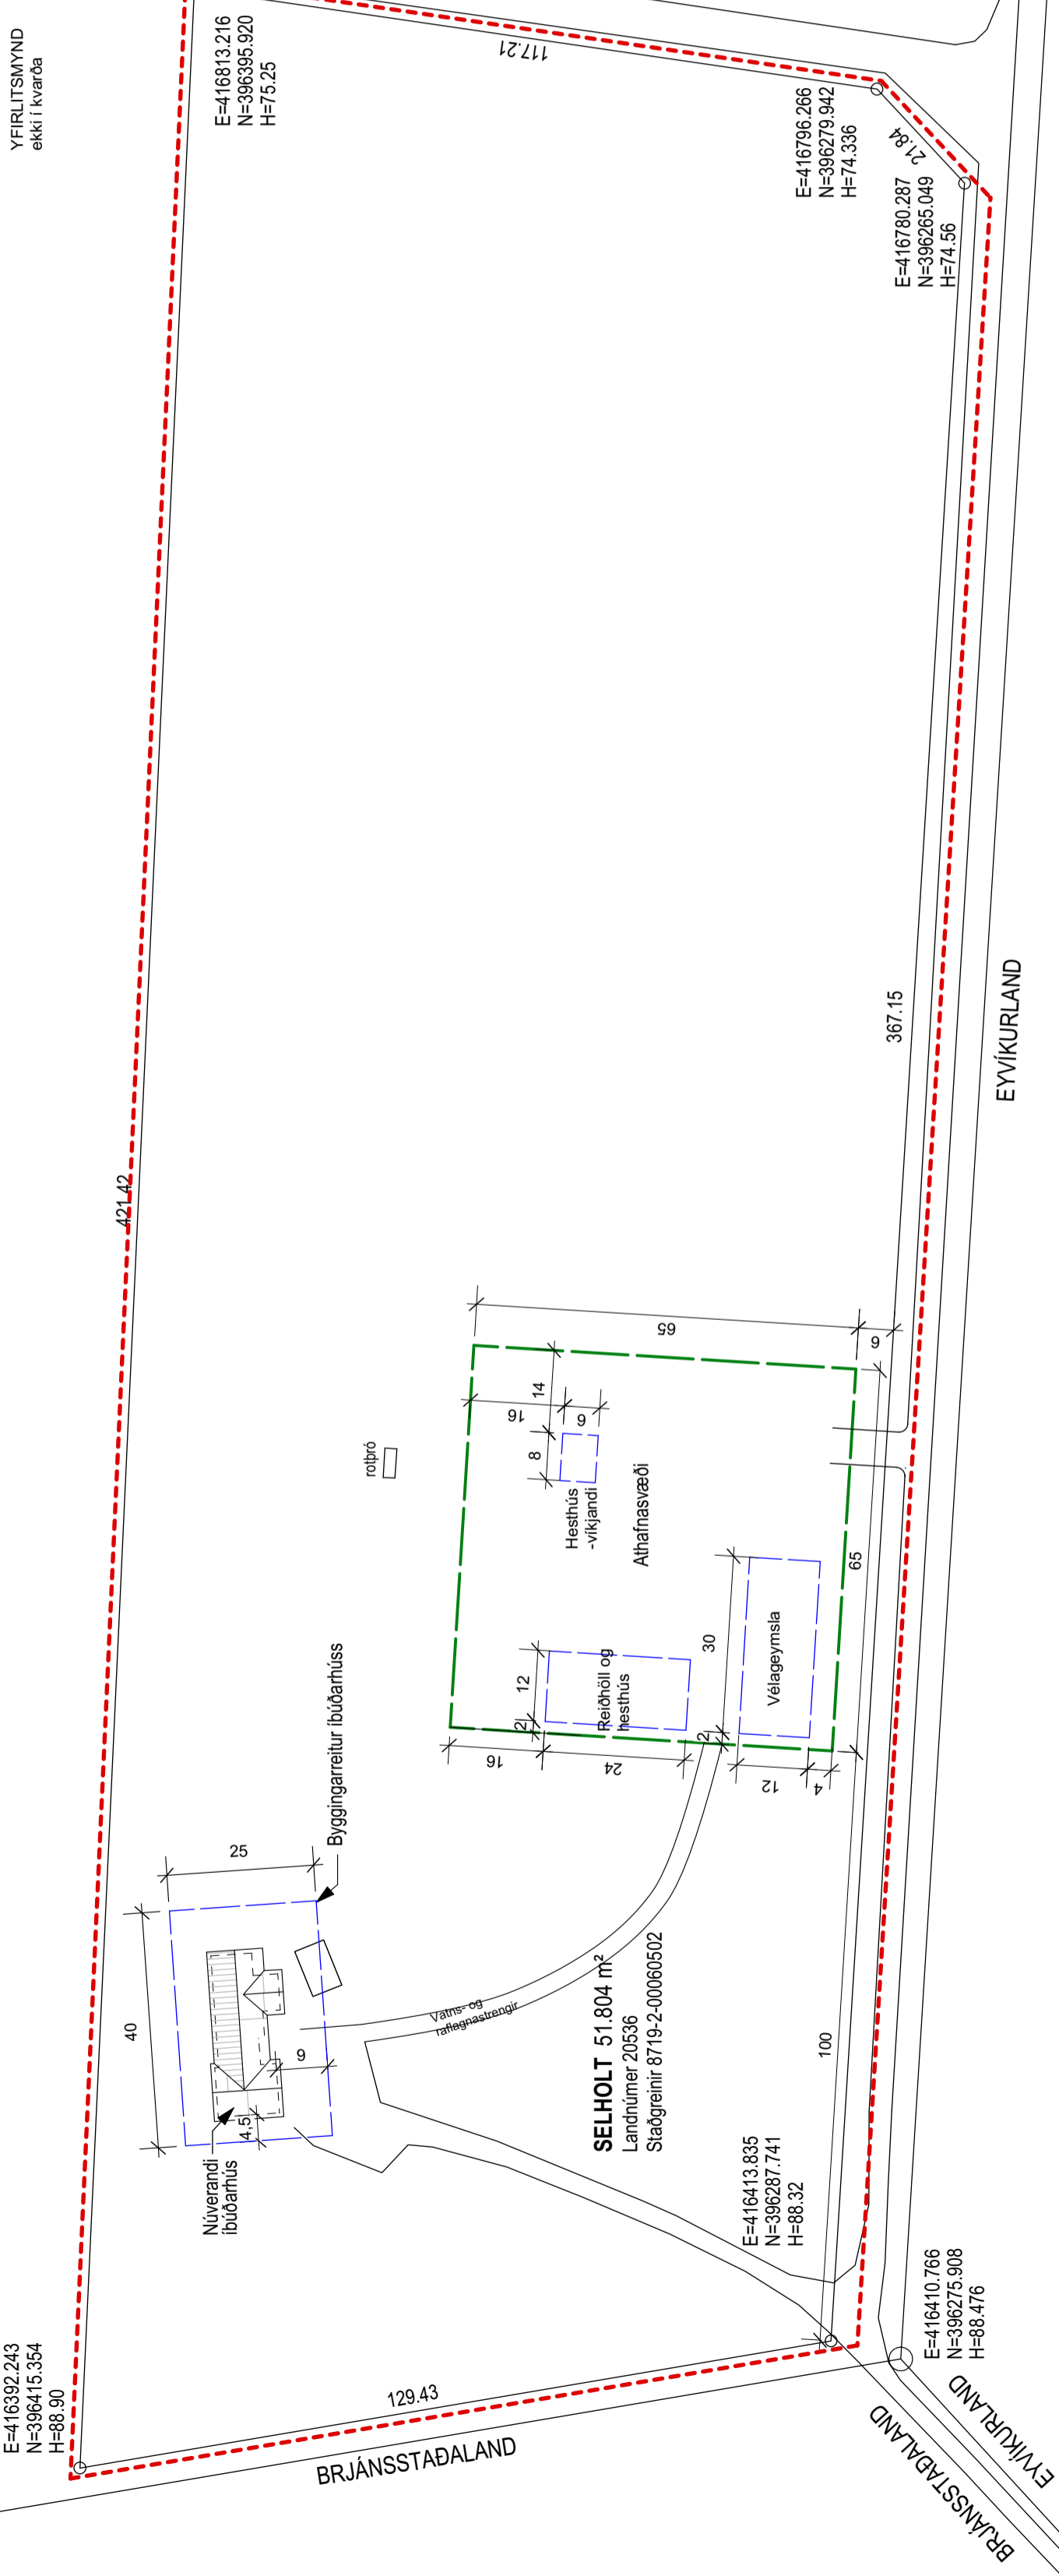 YFIRLITSMYND
ekki í kvarða
E=416813.216
N=396395.920
H=75.25
117.21
E=416796.266
N=396279.942
H=74.336
21.84
E=416780.287
N=396265.049
H=74.56
421.42
367.15
EYVÍKURLAND
65
6
14
16
6
8
Hesthús
-víkjandi
Athafnasvæði
rotþró
65
30
Vélageymsla
12
Reiðhöll og
hesthús
2
16
24
2
12
4
Byggingarreitur íbúðarhúss
25
40
9
4,5
Núverandi
íbúðarhús
Vatns- og
raflagnastrengir
SELHOLT 51.804 m²
Landnúmer 20536
Staðgreinir 8719-2-00060502
100
E=416413.835
N=396287.741
H=88.32
E=416410.766
N=396275.908
H=88.476
E=416392.243
N=396415.354
H=88.90
129.43
BRJÁNSSTAÐALAND
BRJÁNSSTAÐALAND
EYVÍKURLAND